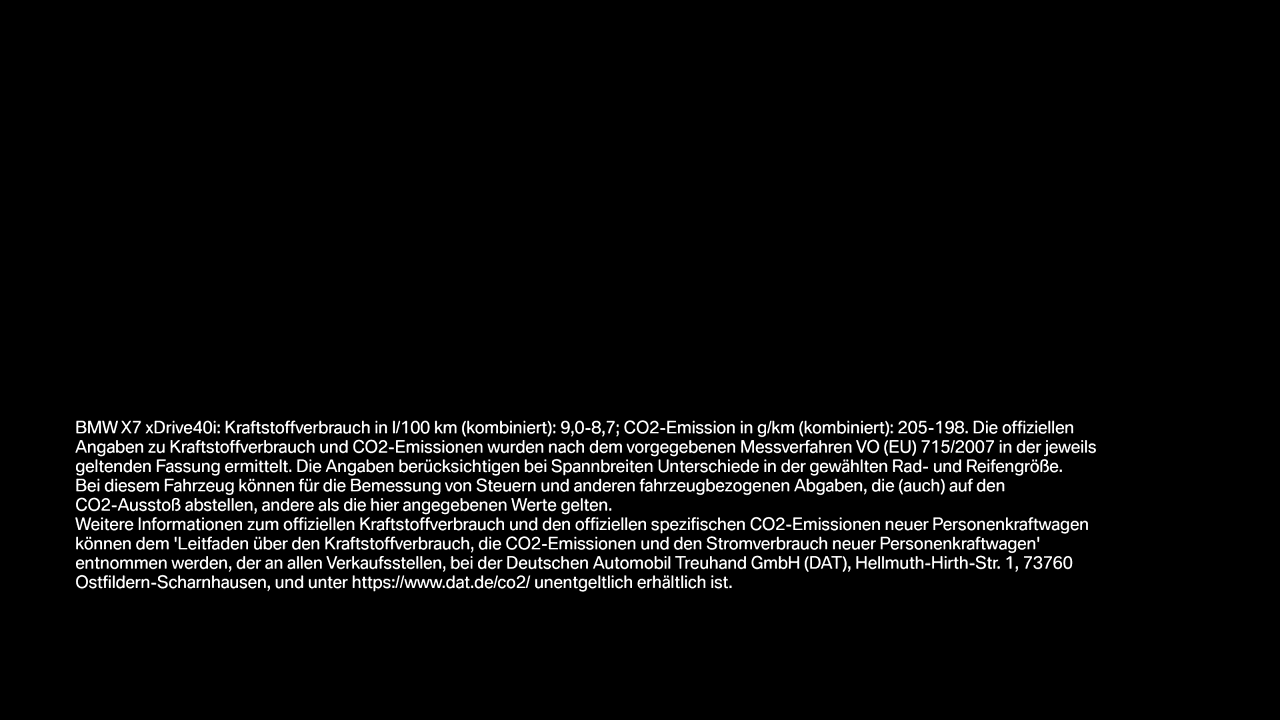 BMW X7 xDrive40i: Kraftstoffverbrauch in l/100 km (kombiniert): 9,0-8,7; CO2-Emission in g/km (kombiniert): 205-198. Die offiziellen
Angaben zu Kraftstoffverbrauch und CO2-Emissionen wurden nach dem vorgegebenen Messverfahren VO (EU) 715/2007 in der jeweils
geltenden Fassung ermittelt. Die Angaben berücksichtigen bei Spannbreiten Unterschiede in der gewählten Rad- und Reifengröße.
Bei diesem Fahrzeug können für die Bemessung von Steuern und anderen fahrzeugbezogenen Abgaben, die (auch) auf den
CO2-Ausstoß abstellen, andere als die hier angegebenen Werte gelten.
Weitere Informationen zum offiziellen Kraftstoffverbrauch und den offiziellen spezifischen CO2-Emissionen neuer Personenkraftwagen
können dem 'Leitfaden über den Kraftstoffverbrauch, die CO2-Emissionen und den Stromverbrauch neuer Personenkraftwagen'
entnommen werden, der an allen Verkaufsstellen, bei der Deutschen Automobil Treuhand GmbH (DAT), Hellmuth-Hirth-Str. 1, 73760
Ostfildern-Scharnhausen, und unter https://www.dat.de/co2/ unentgeltlich erhältlich ist.